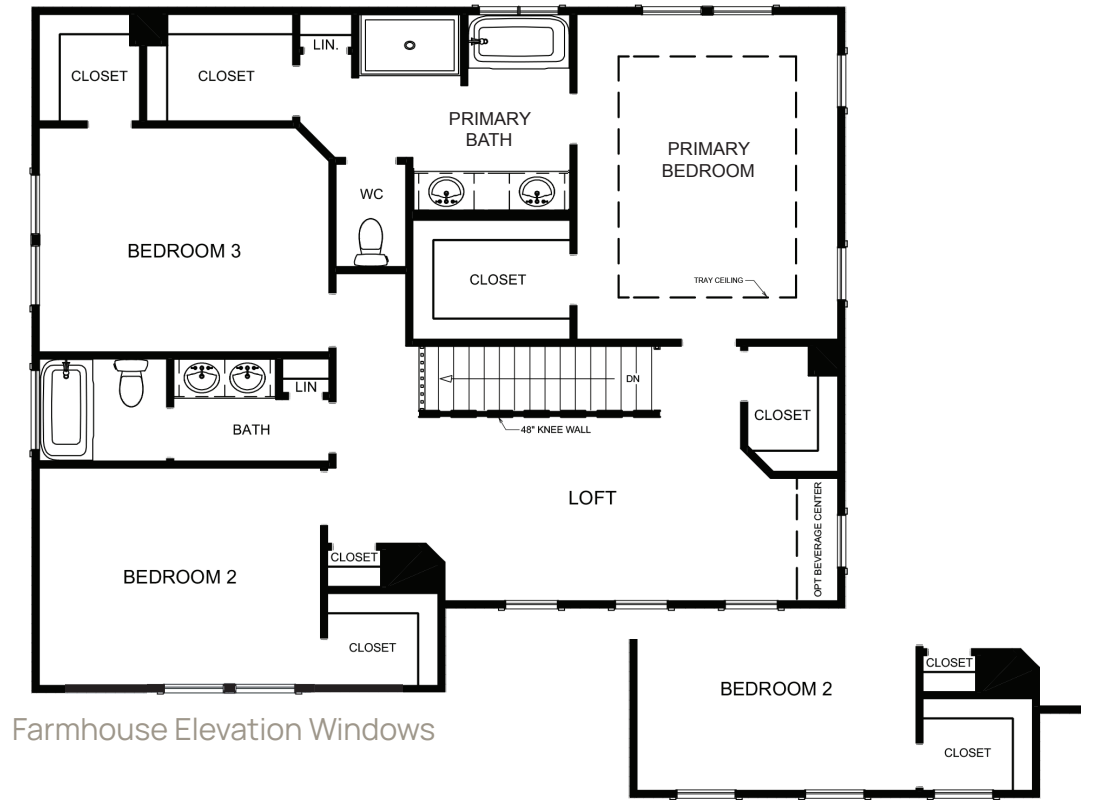 LIN.
CLOSET
CLOSET
PRIMARY
BATH
PRIMARY
BEDROOM
WC
BEDROOM 3
CLOSET
TRAY CEILING
DN
LIN
CLOSET
BATH
48" KNEE WALL
LOFT
OPT BEVERAGE CENTER
CLOSET
BEDROOM 2
CLOSET
CLOSET
BEDROOM 2
Farmhouse Elevation Windows
CLOSET